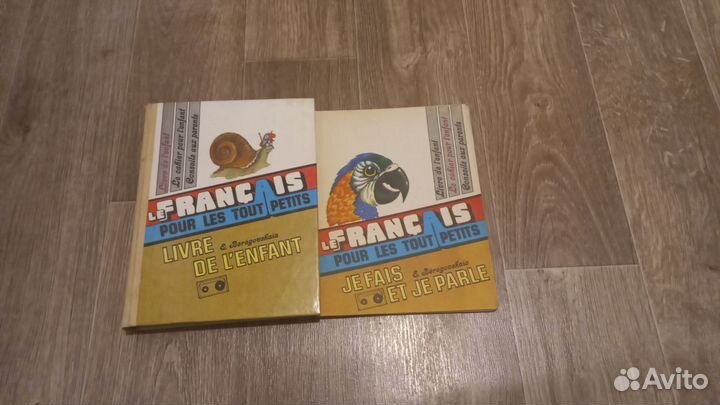 Livre de l'enfant
Le cahier pour l'enfant
Conseils aux parents
LE FRANÇAIS
POUR LES TOUT PETITS
E. Beregovskaia
LIVRE
DE L'ENFANT
Livre de l'enfant
Le cahier pour l'enfant
Conseils aux parents
LE FRANÇAIS
POUR LES TOUT PETITS
E. Beregovskaia
JE FAIS
ET JE PARLE
Avito